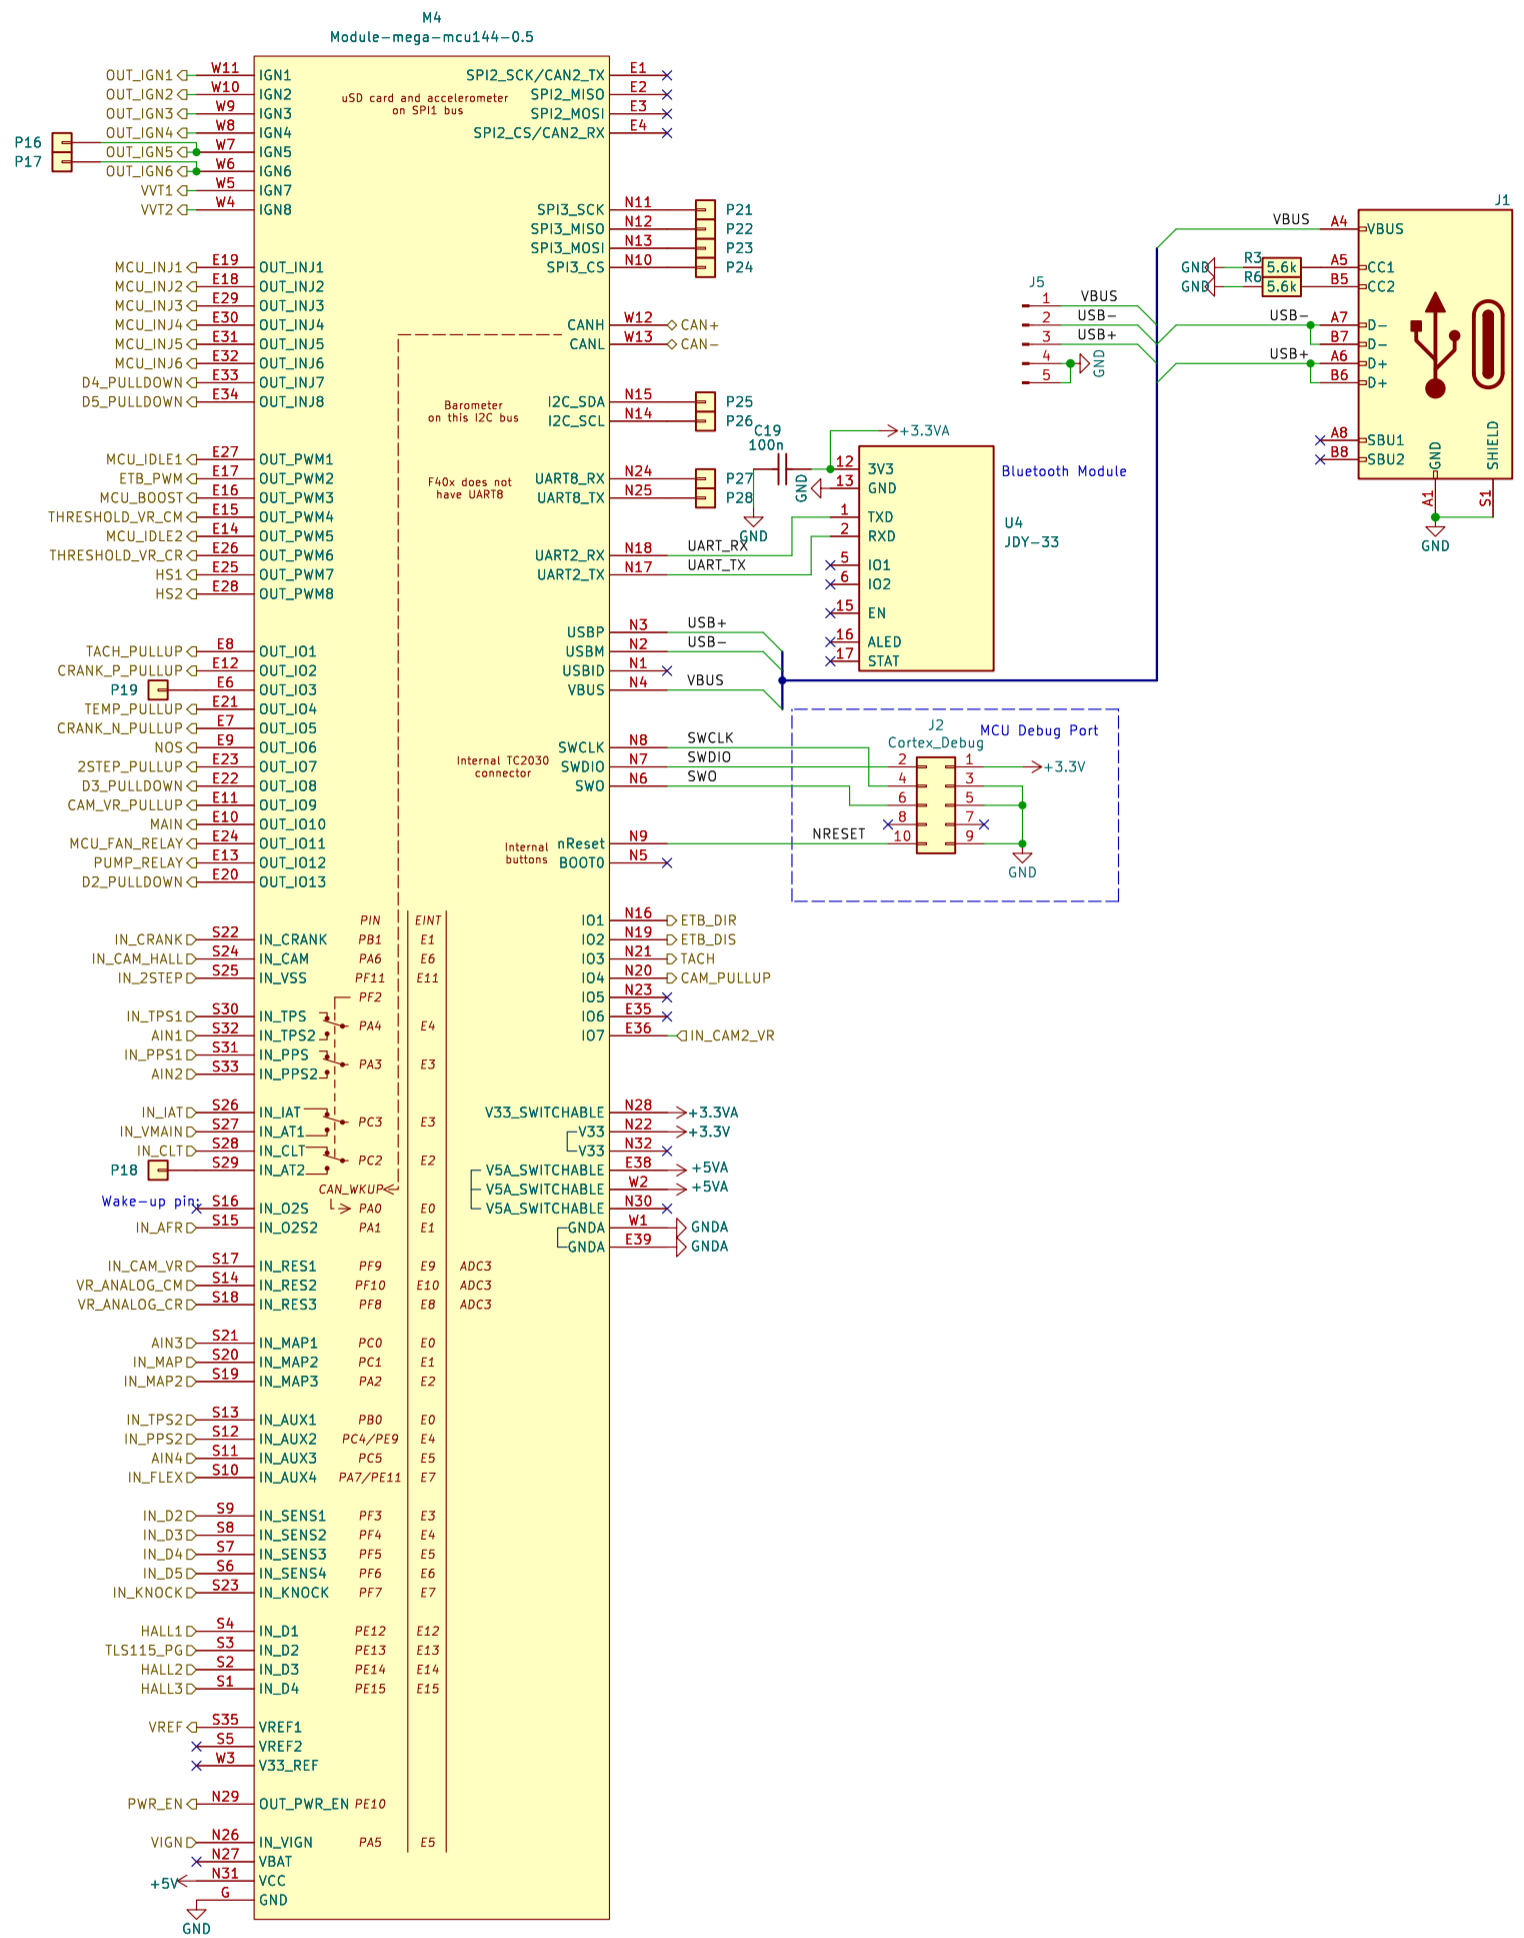 M4
Module-mega-mcu144-0.5
OUT_IGN1 W11 IGN1
OUT_IGN2 W10 IGN2
OUT_IGN3 W9 IGN3
OUT_IGN4 W8 IGN4
P16
OUT_IGN5 W7 IGN5
P17
OUT_IGN6 W6 IGN6
VVT1 W5 IGN7
VVT2 W4 IGN8
MCU_INJ1 E19 OUT_INJ1
MCU_INJ2 E18 OUT_INJ2
MCU_INJ3 E29 OUT_INJ3
MCU_INJ4 E30 OUT_INJ4
MCU_INJ5 E31 OUT_INJ5
MCU_INJ6 E32 OUT_INJ6
D4_PULLDOWN E33 OUT_INJ7
D5_PULLDOWN E34 OUT_INJ8
MCU_IDLE1 E27 OUT_PWM1
ETB_PWM E17 OUT_PWM2
MCU_BOOST E16 OUT_PWM3
THRESHOLD_VR_CM E15 OUT_PWM4
MCU_IDLE2 E14 OUT_PWM5
THRESHOLD_VR_CR E26 OUT_PWM6
HS1 E25 OUT_PWM7
HS2 E28 OUT_PWM8
TACH_PULLUP E8 OUT_IO1
CRANK_P_PULLUP E12 OUT_IO2
P19 E6 OUT_IO3
TEMP_PULLUP E21 OUT_IO4
CRANK_N_PULLUP E7 OUT_IO5
NOS E9 OUT_IO6
2STEP_PULLUP E23 OUT_IO7
D3_PULLDOWN E22 OUT_IO8
CAM_VR_PULLUP E11 OUT_IO9
MAIN E10 OUT_IO10
MCU_FAN_RELAY E24 OUT_IO11
PUMP_RELAY E13 OUT_IO12
D2_PULLDOWN E20 OUT_IO13
PIN EINT
IN_CRANK S22 IN_CRANK PB1 E1
IN_CAM_HALL S24 IN_CAM PA6 E6
IN_2STEP S25 IN_VSS PF11 E11
PF2
IN_TPS1 S30 IN_TPS
PA4 E4
AIN1 S32 IN_TPS2
IN_PPS1 S31 IN_PPS
PA3 E3
AIN2 S33 IN_PPS2
IN_IAT S26 IN_IAT
PC3 E3
IN_VMAIN S27 IN_AT1
IN_CLT S28 IN_CLT
PC2 E2
P18 S29 IN_AT2
CAN_WKUP
Wake-up pin:
S16 IN_O2S PA0 E0
IN_AFR S15 IN_O2S2 PA1 E1
IN_CAM_VR S17 IN_RES1 PF9 E9 ADC3
VR_ANALOG_CM S14 IN_RES2 PF10 E10 ADC3
VR_ANALOG_CR S18 IN_RES3 PF8 E8 ADC3
AIN3 S21 IN_MAP1 PC0 E0
IN_MAP S20 IN_MAP2 PC1 E1
IN_MAP2 S19 IN_MAP3 PA2 E2
IN_TPS2 S13 IN_AUX1 PB0 E0
IN_PPS2 S12 IN_AUX2 PC4/PE9 E4
AIN4 S11 IN_AUX3 PC5 E5
IN_FLEX S10 IN_AUX4 PA7/PE11 E7
IN_D2 S9 IN_SENS1 PF3 E3
IN_D3 S8 IN_SENS2 PF4 E4
IN_D4 S7 IN_SENS3 PF5 E5
IN_D5 S6 IN_SENS4 PF6 E6
IN_KNOCK S23 IN_KNOCK PF7 E7
HALL1 S4 IN_D1 PE12 E12
TLS115_PG S3 IN_D2 PE13 E13
HALL2 S2 IN_D3 PE14 E14
HALL3 S1 IN_D4 PE15 E15
VREF S35 VREF1
S5 VREF2
W3 V33_REF
PWR_EN N29 OUT_PWR_EN PE10
VIGN N26 IN_VIGN PA5 E5
N27 VBAT
+5V N31 VCC
G GND
GND
uSD card and accelerometer
on SPI1 bus
SPI2_SCK/CAN2_TX E1
SPI2_MISO E2
SPI2_MOSI E3
SPI2_CS/CAN2_RX E4
SPI3_SCK N11 P21
SPI3_MISO N12 P22
SPI3_MOSI N13 P23
SPI3_CS N10 P24
CANH W12 CAN+
CANL W13 CAN-
Barometer
on this I2C bus
I2C_SDA N15 P25
I2C_SCL N14 P26
F40x does not
have UART8
UART8_RX N24 P27
UART8_TX N25 P28
UART2_RX N18 UART_RX
UART2_TX N17 UART_TX
USBP N3 USB+
USBM N2 USB-
USBID N1
VBUS N4 VBUS
Internal TC2030
connector
SWCLK N8 SWCLK
SWDIO N7 SWDIO
SWO N6 SWO
Internal
buttons
nReset N9 NRESET
BOOT0 N5
IO1 N16 ETB_DIR
IO2 N19 ETB_DIS
IO3 N21 TACH
IO4 N20 CAM_PULLUP
IO5 N23
IO6 E35
IO7 E36 IN_CAM2_VR
V33_SWITCHABLE N28 +3.3VA
V33 N22 +3.3V
V33 N32
V5A_SWITCHABLE E38 +5VA
V5A_SWITCHABLE W2 +5VA
V5A_SWITCHABLE N30
GNDA W1 GNDA
GNDA E39 GNDA
C19
100n
GND
GND
+3.3VA
12 3V3
13 GND
1 TXD
2 RXD
5 IO1
6 IO2
15 EN
16 ALED
17 STAT
Bluetooth Module
U4
JDY-33
J2
Cortex_Debug
MCU Debug Port
2 1 +3.3V
4 3
6 5
8 7
10 9
GND
J5
1 VBUS
2 USB-
3 USB+
4 GND
5
J1
VBUS A4 VBUS
GND R3 5.6k A5 CC1
GND R6 5.6k B5 CC2
USB- A7 D-
B7 D-
USB+ A6 D+
B6 D+
A8 SBU1
B8 SBU2
GND
SHIELD
A1
S1
GND